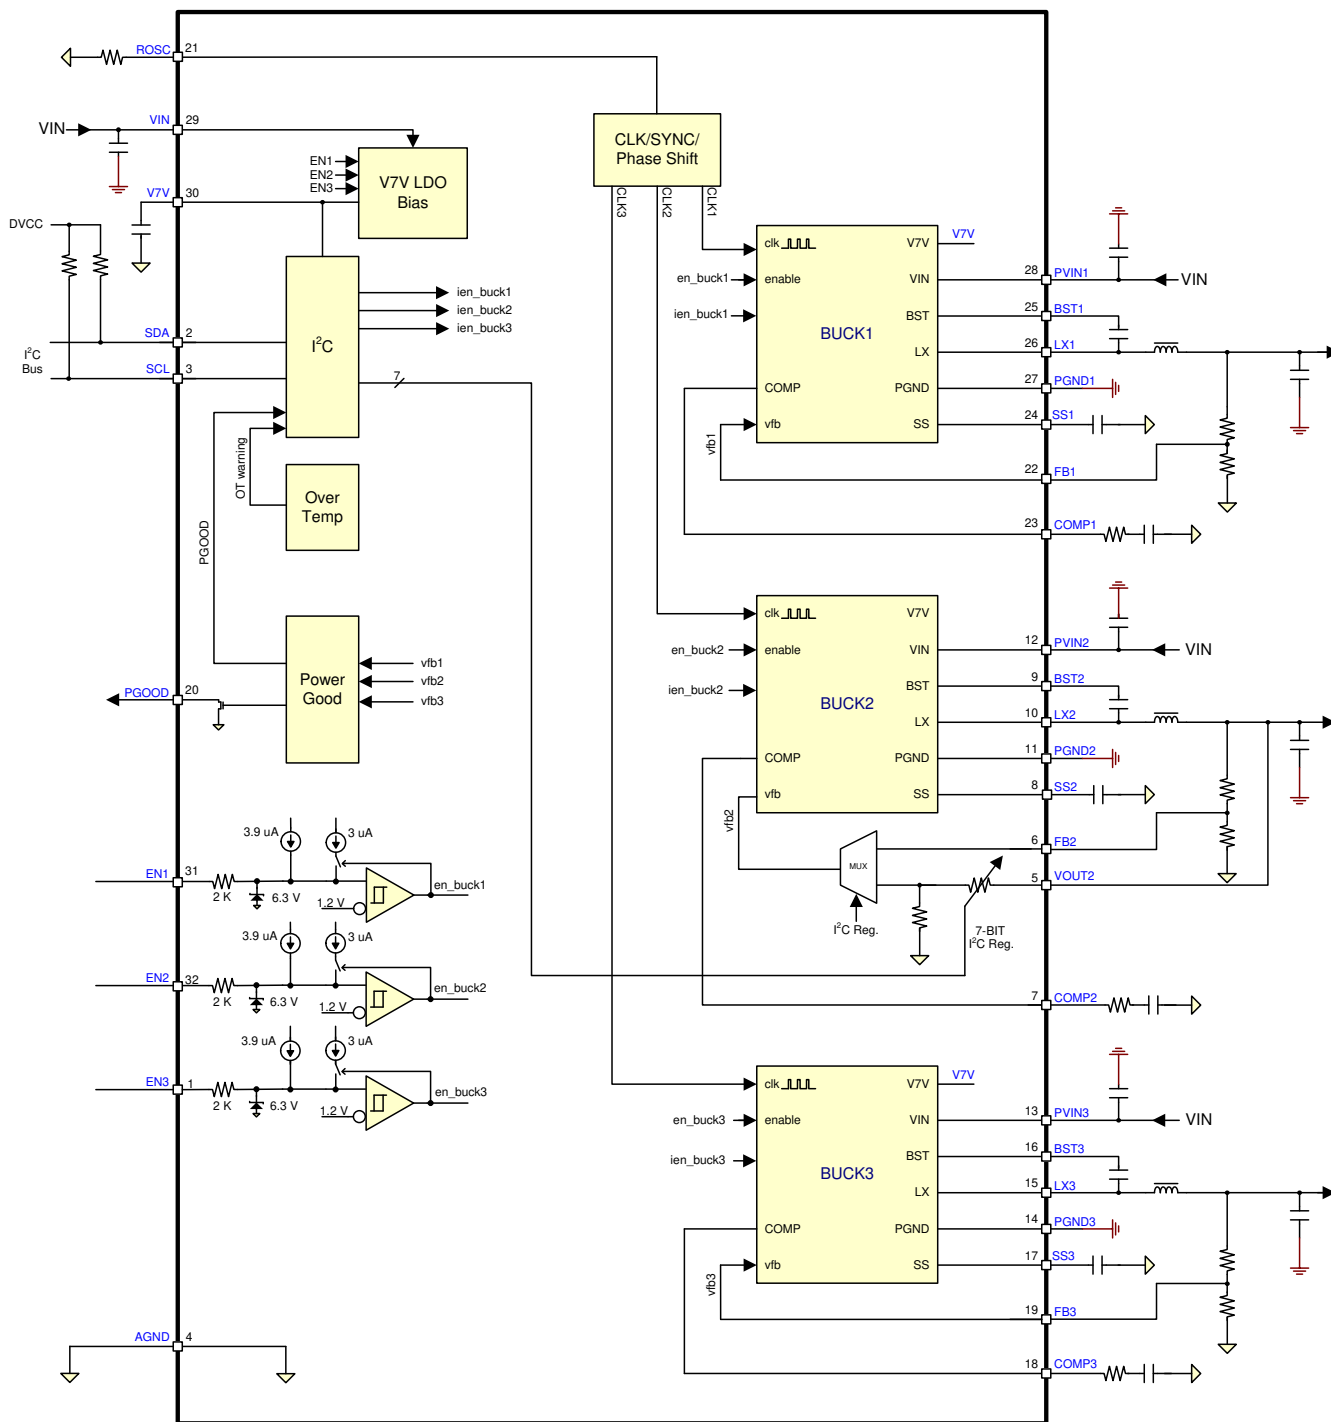 ROSC 21
VIN
VIN 29
CLK/SYNC/
Phase Shift
EN1
EN2
EN3
V7V LDO
Bias
V7V 30
DVCC
CLK3
CLK2
CLK1
I²C
ien_buck1
ien_buck2
ien_buck3
SDA 2
I²C
Bus
SCL 3
7
OT warning
Over
Temp
PGOOD
Power
Good
vfb1
vfb2
vfb3
PGOOD 20
3.9 uA
3 uA
EN1 31
2 K
6.3 V
1.2 V
en_buck1
3.9 uA
3 uA
EN2 32
2 K
6.3 V
1.2 V
en_buck2
3.9 uA
3 uA
EN3 1
2 K
6.3 V
1.2 V
en_buck3
AGND 4
clk
V7V
V7V
en_buck1
enable
VIN
28 PVIN1
VIN
ien_buck1
BST
25 BST1
BUCK1
LX
26 LX1
COMP
PGND
27 PGND1
vfb
SS
24 SS1
vfb1
22 FB1
23 COMP1
clk
V7V
en_buck2
enable
VIN
12 PVIN2
VIN
ien_buck2
BST
9 BST2
BUCK2
LX
10 LX2
COMP
PGND
11 PGND2
vfb
SS
8 SS2
vfb2
6 FB2
MUX
5 VOUT2
I²C Reg.
7-BIT
I²C Reg.
7 COMP2
clk
V7V
V7V
en_buck3
enable
VIN
13 PVIN3
VIN
ien_buck3
BST
16 BST3
BUCK3
LX
15 LX3
COMP
PGND
14 PGND3
vfb
SS
17 SS3
vfb3
19 FB3
18 COMP3